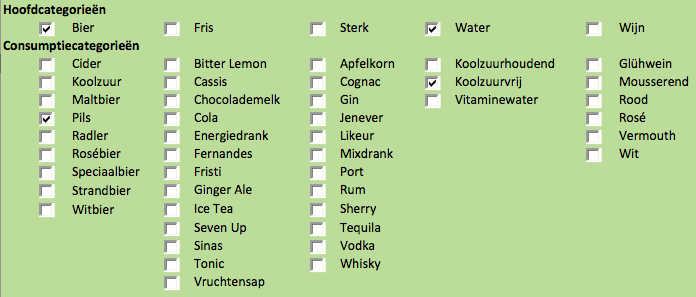 Hoofdcategorieën
Bier Fris Sterk Water Wijn
Consumptiecategorieën
Cider Bitter Lemon Apfelkorn Koolzuurhoudend Glühwein
Koolzuur Cassis Cognac Koolzuurvrij Mousserend
Maltbier Chocolademelk Gin Vitaminewater Rood
Pils Cola Jenever Rosé
Radler Energiedrank Likeur Vermouth
Rosébier Fernandes Mixdrank Wit
Speciaalbier Fristi Port
Strandbier Ginger Ale Rum
Witbier Ice Tea Sherry
Seven Up Tequila
Sinas Vodka
Tonic Whisky
Vruchtensap